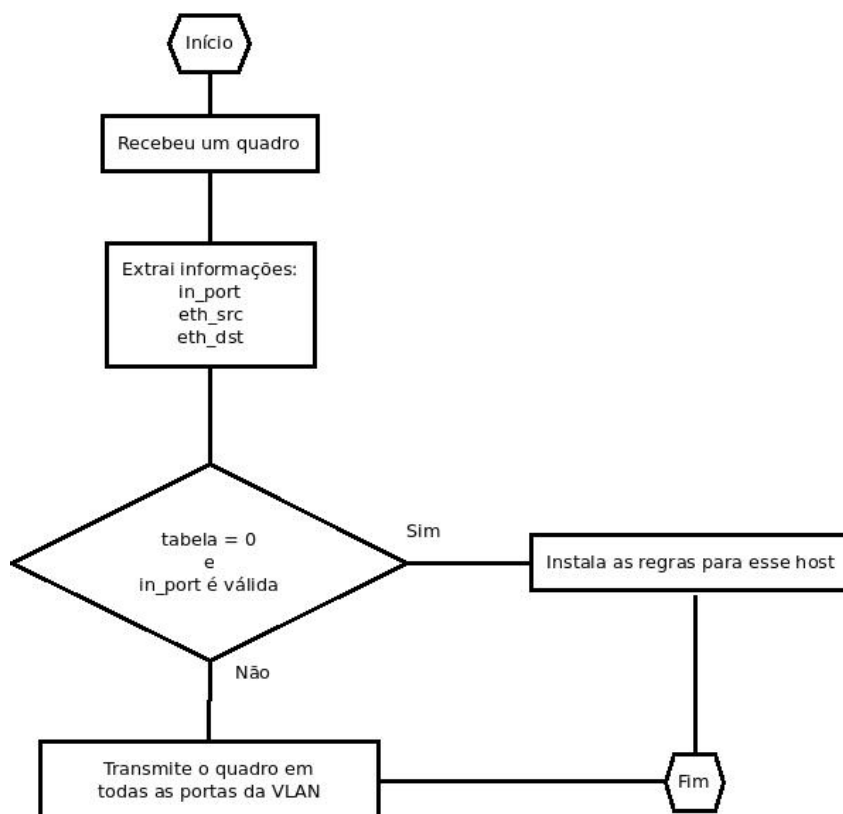 Início
Recebeu um quadro
Extrai informações:
in_port
eth_src
eth_dst
tabela = 0
e
in_port é válida
Sim
Instala as regras para esse host
Não
Transmite o quadro em
todas as portas da VLAN
Fim